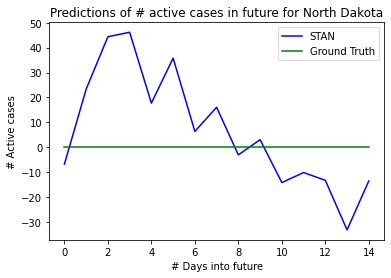 Predictions of # active cases in future for North Dakota
STAN
Ground Truth
# Active cases
50
40
30
20
10
0
−10
−20
−30
0 2 4 6 8 10 12 14
# Days into future